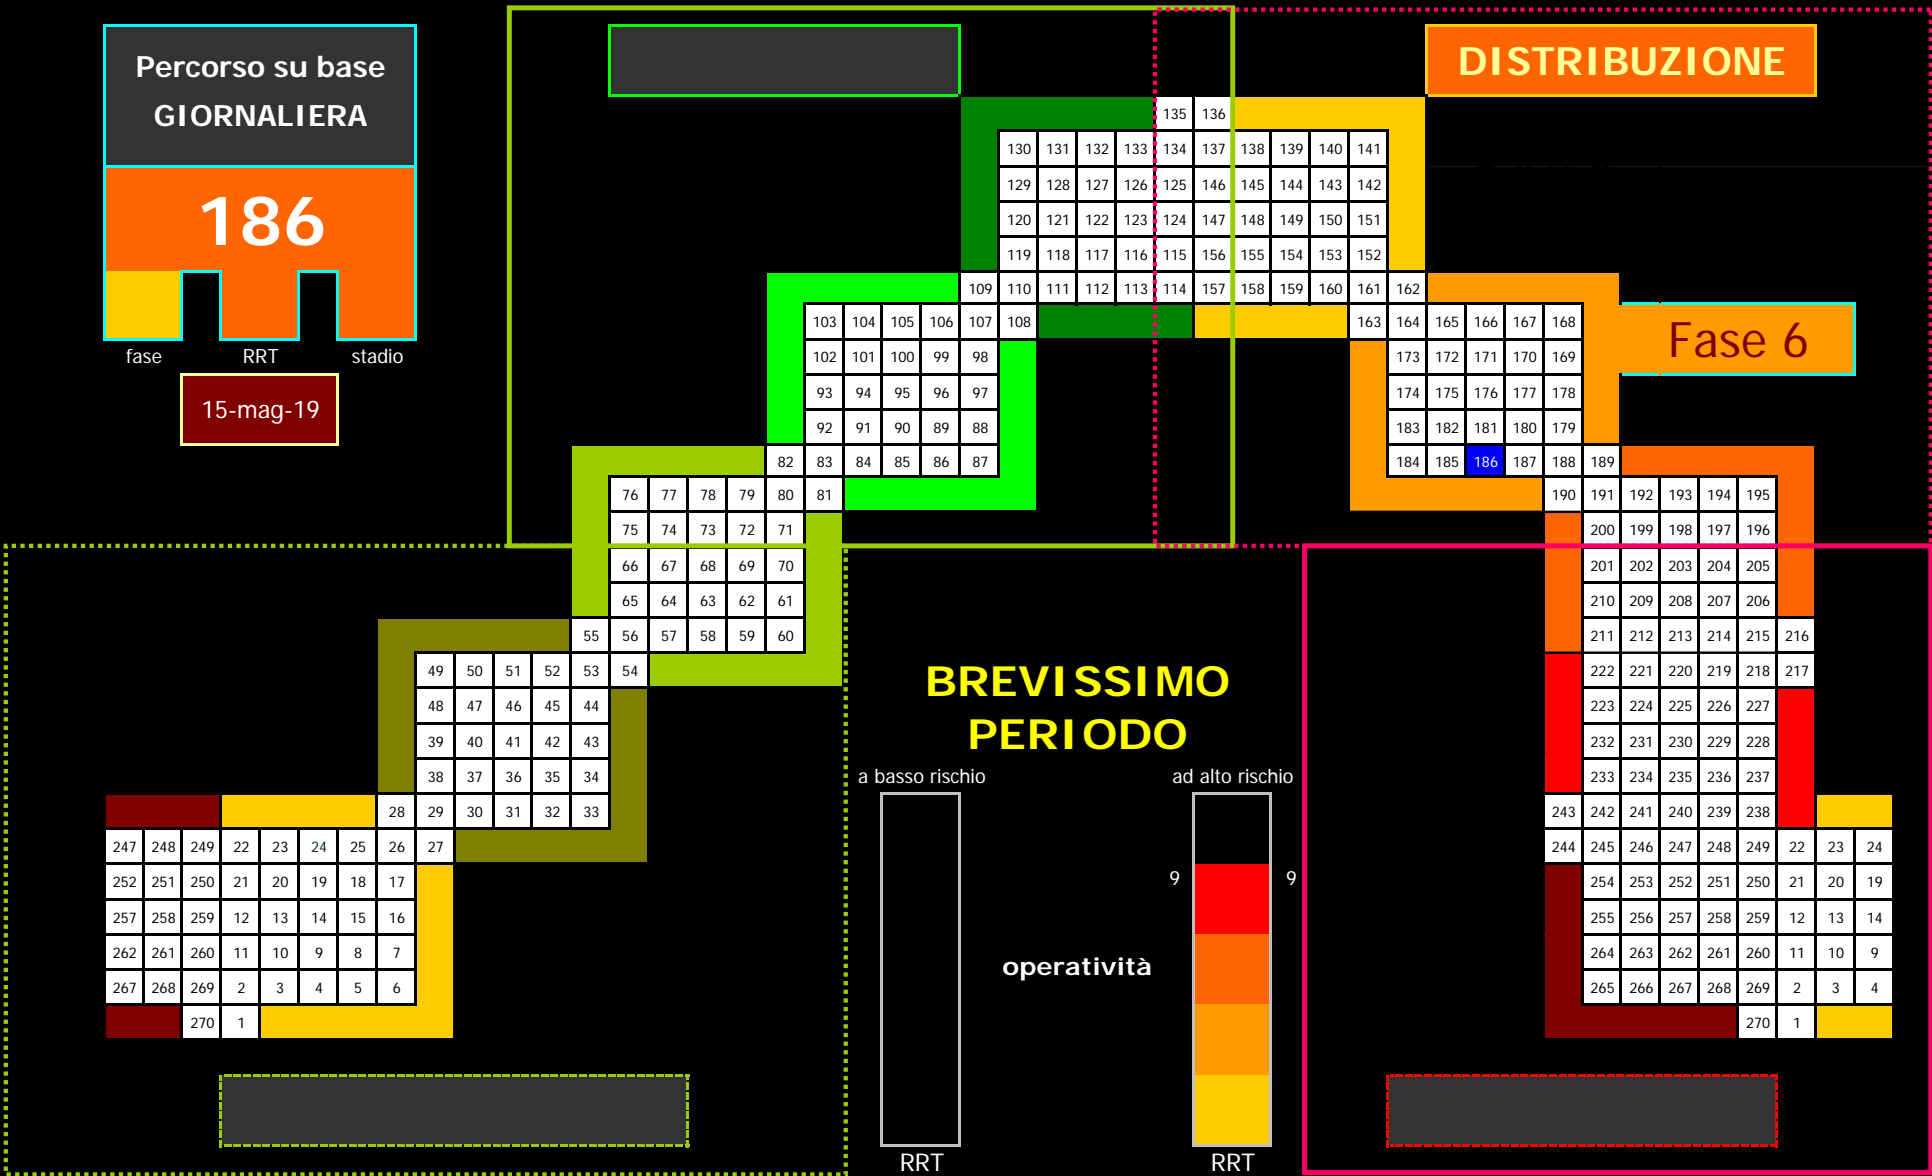 Percorso su base
GIORNALIERA
DISTRIBUZIONE
135 136
130 131 132 133 134 137 138 139 140 141
129 128 127 126 125 146 145 144 143 142
186
120 121 122 123 124 147 148 149 150 151
119 118 117 116 115 156 155 154 153 152
109 110 111 112 113 114 157 158 159 160 161 162
103 104 105 106 107 108 163 164 165 166 167 168
Fase 6
fase RRT stadio
102 101 100 99 98 173 172 171 170 169
93 94 95 96 97 174 175 176 177 178
15-mag-19
92 91 90 89 88 183 182 181 180 179
82 83 84 85 86 87 184 185 186 187 188 189
76 77 78 79 80 81 190 191 192 193 194 195
75 74 73 72 71 200 199 198 197 196
66 67 68 69 70 201 202 203 204 205
65 64 63 62 61 210 209 208 207 206
55 56 57 58 59 60 211 212 213 214 215 216
49 50 51 52 53 54 222 221 220 219 218 217
BREVISSIMO
PERIODO
48 47 46 45 44 223 224 225 226 227
39 40 41 42 43 232 231 230 229 228
38 37 36 35 34 233 234 235 236 237
a basso rischio ad alto rischio
28 29 30 31 32 33 243 242 241 240 239 238
247 248 249 22 23 24 25 26 27 244 245 246 247 248 249 22 23 24
9 9
252 251 250 21 20 19 18 17 254 253 252 251 250 21 20 19
257 258 259 12 13 14 15 16 255 256 257 258 259 12 13 14
262 261 260 11 10 9 8 7 264 263 262 261 260 11 10 9
operatività
267 268 269 2 3 4 5 6 265 266 267 268 269 2 3 4
270 1 270 1
RRT RRT